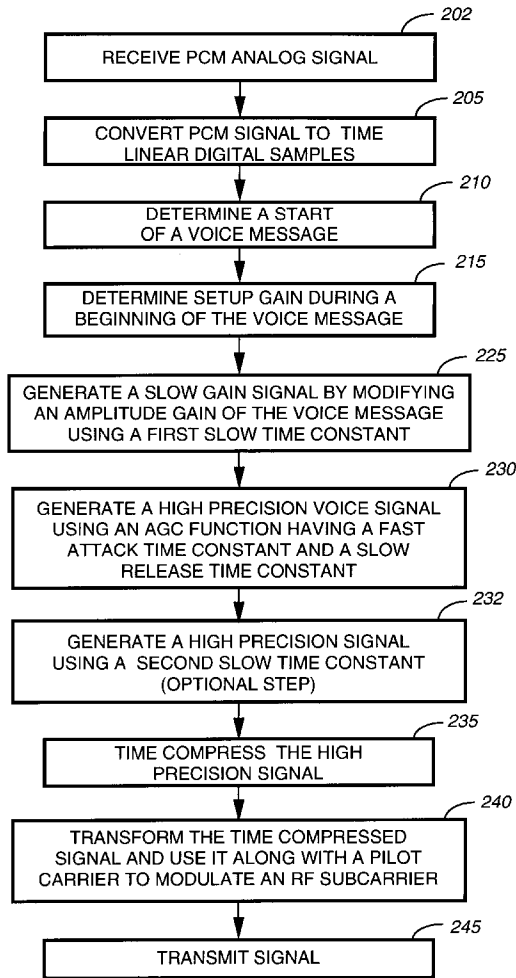 202
RECEIVE PCM ANALOG SIGNAL
205
CONVERT PCM SIGNAL TO TIME
LINEAR DIGITAL SAMPLES
210
DETERMINE A START
OF A VOICE MESSAGE
215
DETERMINE SETUP GAIN DURING A
BEGINNING OF THE VOICE MESSAGE
225
GENERATE A SLOW GAIN SIGNAL BY MODIFYING
AN AMPLITUDE GAIN OF THE VOICE MESSAGE
USING A FIRST SLOW TIME CONSTANT
230
GENERATE A HIGH PRECISION VOICE SIGNAL
USING AN AGC FUNCTION HAVING A FAST
ATTACK TIME CONSTANT AND A SLOW
RELEASE TIME CONSTANT
232
GENERATE A HIGH PRECISION SIGNAL
USING A SECOND SLOW TIME CONSTANT
(OPTIONAL STEP)
235
TIME COMPRESS THE HIGH
PRECISION SIGNAL
240
TRANSFORM THE TIME COMPRESSED
SIGNAL AND USE IT ALONG WITH A PILOT
CARRIER TO MODULATE AN RF SUBCARRIER
245
TRANSMIT SIGNAL